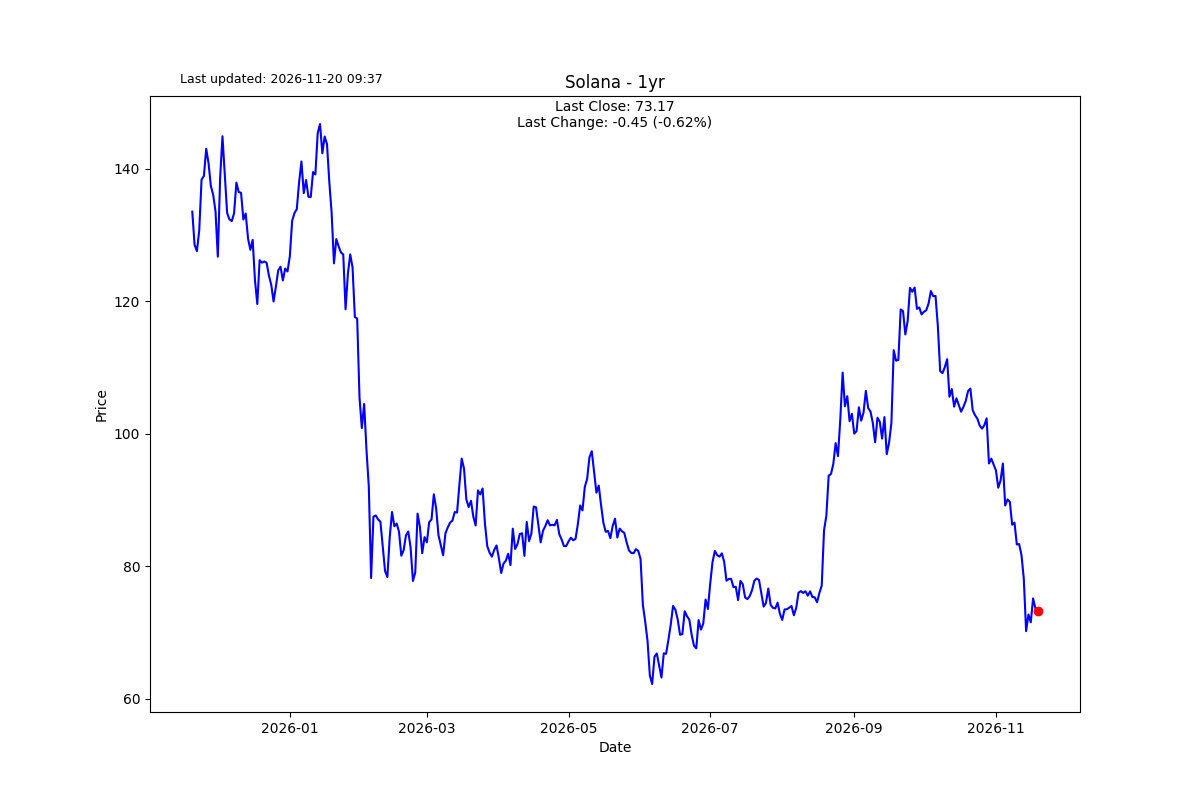 Last updated: 2026-11-20 09:37
Solana - 1yr
Last Close: 73.17
Last Change: -0.45 (-0.62%)
Price
140
120
100
80
60
2026-01
2026-03
2026-05
2026-07
2026-09
2026-11
Date